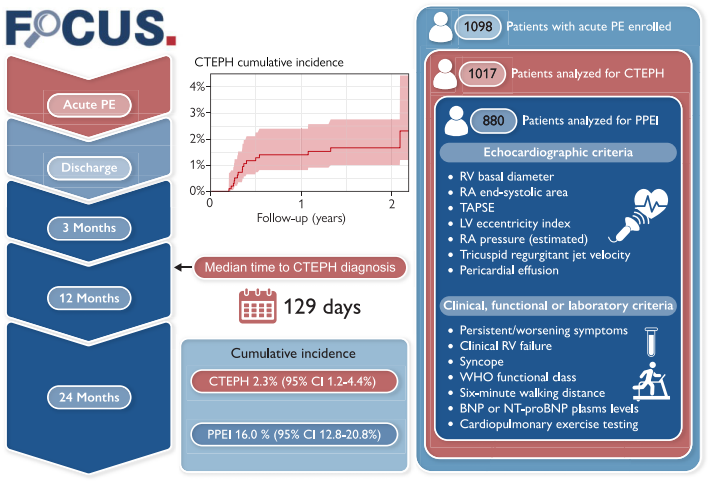 FOCUS.
Acute PE
Discharge
3 Months
12 Months
24 Months
CTEPH cumulative incidence
4%
3%
2%
1%
0%
0
1
2
Follow-up (years)
Median time to CTEPH diagnosis
129 days
Cumulative incidence
CTEPH 2.3% (95% CI 1.2-4.4%)
PPEI 16.0 % (95% CI 12.8-20.8%)
1098 Patients with acute PE enrolled
1017 Patients analyzed for CTEPH
880 Patients analyzed for PPEI
Echocardiographic criteria
• RV basal diameter
• RA end-systolic area
• TAPSE
• LV eccentricity index
• RA pressure (estimated)
• Tricuspid regurgitant jet velocity
• Pericardial effusion
Clinical, functional or laboratory criteria
• Persistent/worsening symptoms
• Clinical RV failure
• Syncope
• WHO functional class
• Six-minute walking distance
• BNP or NT-proBNP plasms levels
• Cardiopulmonary exercise testing